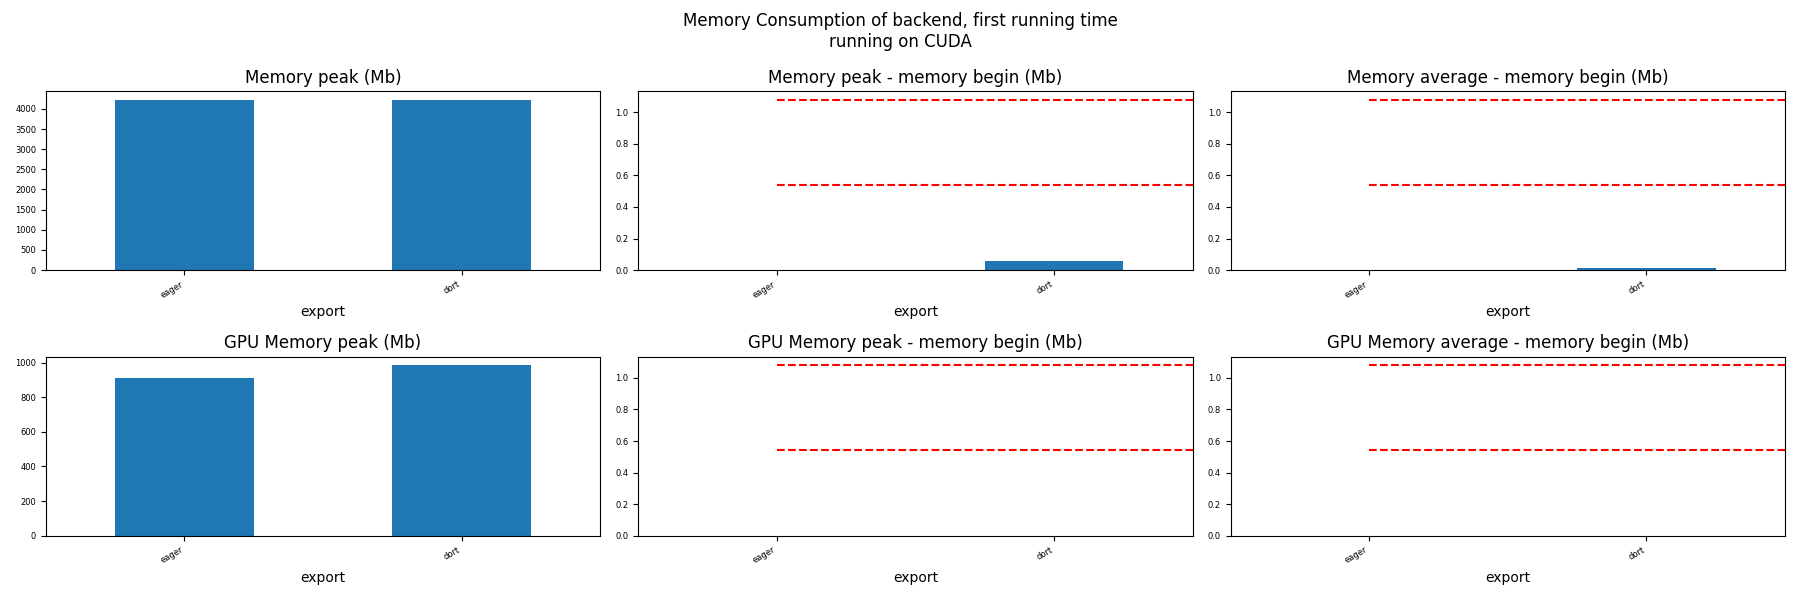 Memory Consumption of backend, first running time
running on CUDA
Memory peak (Mb)
4000
3500
3000
2500
2000
1500
1000
500
0
eager
dort
export
Memory peak - memory begin (Mb)
1.0
0.8
0.6
0.4
0.2
0.0
eager
dort
export
Memory average - memory begin (Mb)
1.0
0.8
0.6
0.4
0.2
0.0
eager
dort
export
GPU Memory peak (Mb)
1000
800
600
400
200
0
eager
dort
export
GPU Memory peak - memory begin (Mb)
1.0
0.8
0.6
0.4
0.2
0.0
eager
dort
export
GPU Memory average - memory begin (Mb)
1.0
0.8
0.6
0.4
0.2
0.0
eager
dort
export